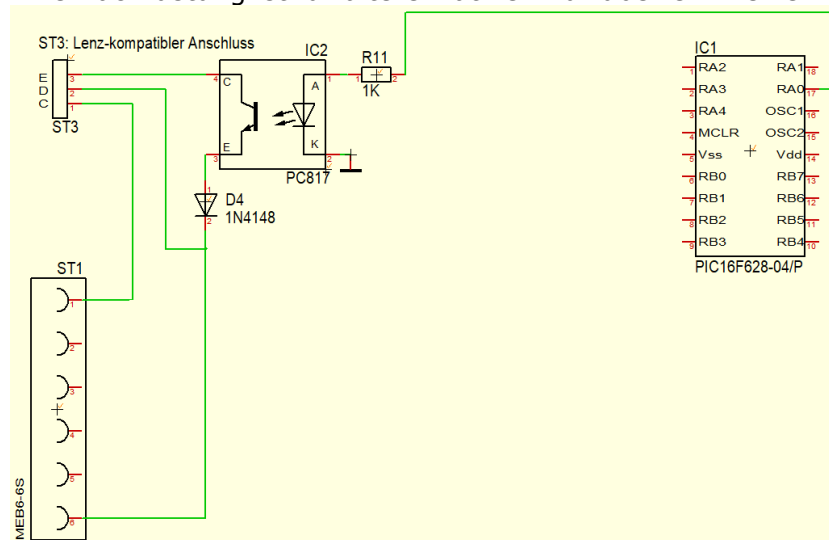 ST3: Lenz-kompatibler Anschluss
E 3
D 2
C 1
ST3
IC2
4 C
A 1
3 E
K 2
PC817
R11
1 2
1K
1
D4
1N4148
2
IC1
1 RA2 RA1 18
2 RA3 RA0 17
3 RA4 OSC1 16
4 MCLR OSC2 15
5 Vss Vdd 14
6 RB0 RB7 13
7 RB1 RB6 12
8 RB2 RB5 11
9 RB3 RB4 10
PIC16F628-04/P
ST1
1
2
3
4
5
6
MEB6-6S